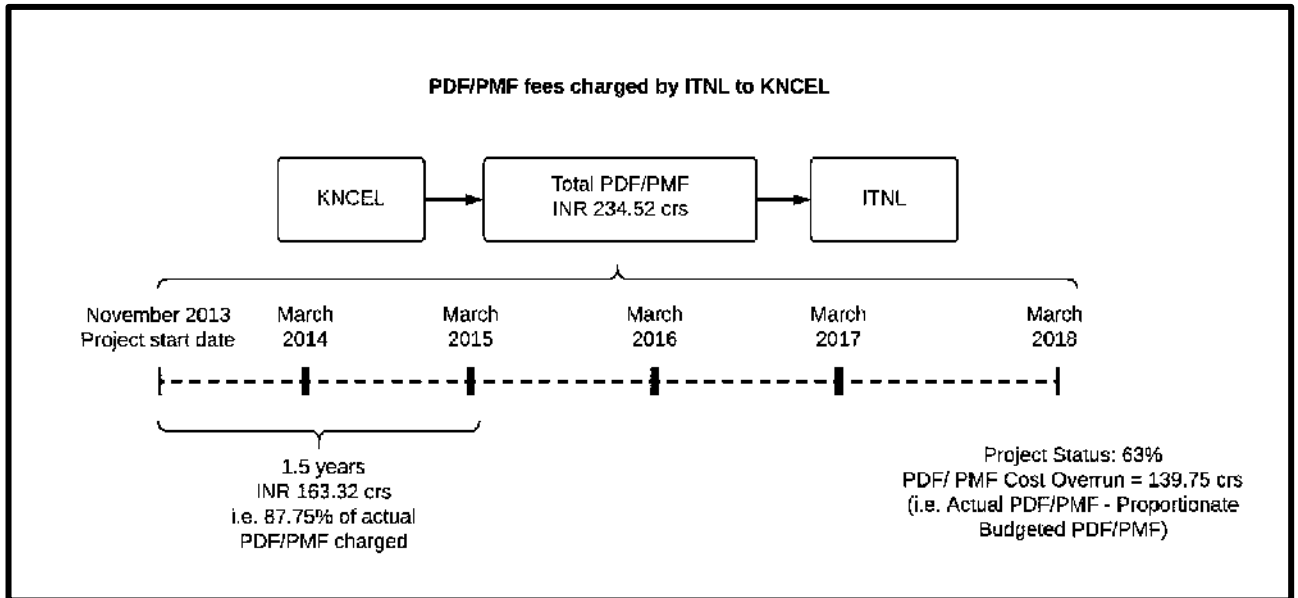 PDF/PMF fees charged by ITNL to KNCEL
KNCEL
Total PDF/PMF
INR 234.52 crs
ITNL
November 2013
Project start date
March
2014
March
2015
March
2016
March
2017
March
2018
1.5 years
INR 163.32 crs
i.e. 87.75% of actual
PDF/PMF charged
Project Status: 63%
PDF/ PMF Cost Overrun = 139.75 crs
(i.e. Actual PDF/PMF - Proportionate
Budgeted PDF/PMF)